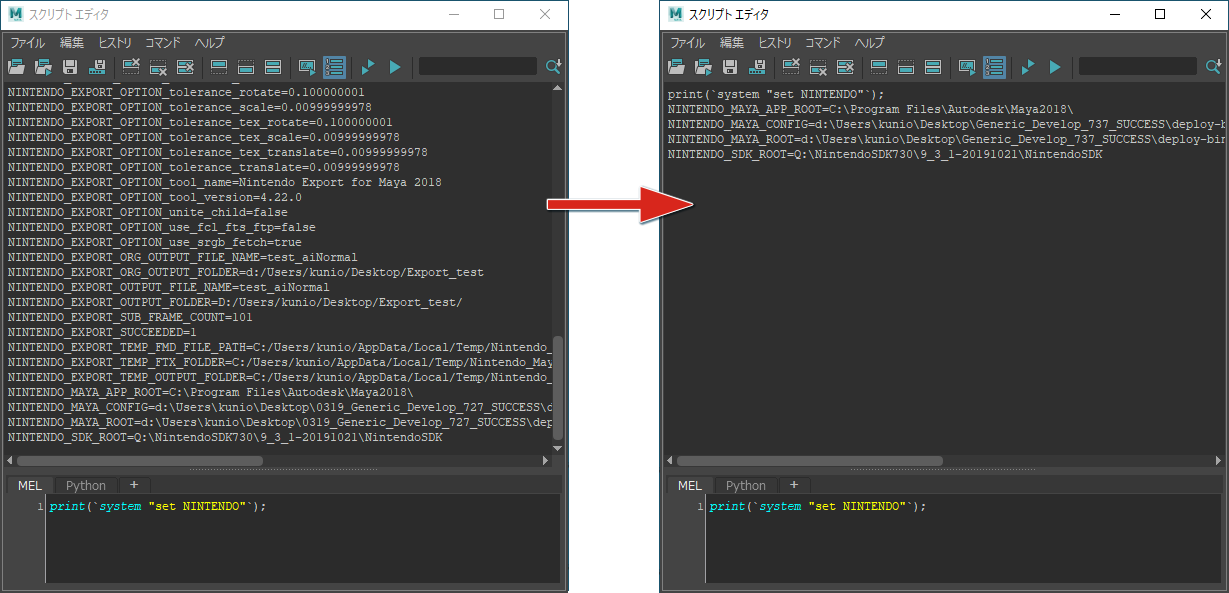 スクリプト エディタ
ファイル 編集 ヒストリ コマンド ヘルプ
NINTENDO_EXPORT_OPTION_tolerance_rotate=0.100000001
NINTENDO_EXPORT_OPTION_tolerance_scale=0.00999999978
NINTENDO_EXPORT_OPTION_tolerance_tex_rotate=0.100000001
NINTENDO_EXPORT_OPTION_tolerance_tex_scale=0.00999999978
NINTENDO_EXPORT_OPTION_tolerance_tex_translate=0.00999999978
NINTENDO_EXPORT_OPTION_tolerance_translate=0.00999999978
NINTENDO_EXPORT_OPTION_tool_name=Nintendo Export for Maya 2018
NINTENDO_EXPORT_OPTION_tool_version=4.22.0
NINTENDO_EXPORT_OPTION_unite_child=false
NINTENDO_EXPORT_OPTION_use_fcl_fts_ftp=false
NINTENDO_EXPORT_OPTION_use_srgb_fetch=true
NINTENDO_EXPORT_ORG_OUTPUT_FILE_NAME=test_aiNormal
NINTENDO_EXPORT_ORG_OUTPUT_FOLDER=d:/Users/kunio/Desktop/Export_test
NINTENDO_EXPORT_OUTPUT_FILE_NAME=test_aiNormal
NINTENDO_EXPORT_OUTPUT_FOLDER=D:/Users/kunio/Desktop/Export_test/
NINTENDO_EXPORT_SUB_FRAME_COUNT=101
NINTENDO_EXPORT_SUCCEEDED=1
NINTENDO_EXPORT_TEMP_FMD_FILE_PATH=C:/Users/kunio/AppData/Local/Temp/Nintendo_
NINTENDO_EXPORT_TEMP_FTX_FOLDER=C:/Users/kunio/AppData/Local/Temp/Nintendo_May
NINTENDO_EXPORT_TEMP_OUTPUT_FOLDER=C:/Users/kunio/AppData/Local/Temp/Nintendo_
NINTENDO_MAYA_APP_ROOT=C:\Program Files\Autodesk\Maya2018\
NINTENDO_MAYA_CONFIG=d:\Users\kunio\Desktop\0319_Generic_Develop_727_SUCCESS\d
NINTENDO_MAYA_ROOT=d:\Users\kunio\Desktop\0319_Generic_Develop_727_SUCCESS\dep
NINTENDO_SDK_ROOT=Q:\NintendoSDK730\9_3_1-20191021\NintendoSDK
MEL Python +
1 print(`system "set NINTENDO"`);
スクリプト エディタ
ファイル 編集 ヒストリ コマンド ヘルプ
print(`system "set NINTENDO"`);
NINTENDO_MAYA_APP_ROOT=C:\Program Files\Autodesk\Maya2018\
NINTENDO_MAYA_CONFIG=d:\Users\kunio\Desktop\Generic_Develop_737_SUCCESS\deploy-b
NINTENDO_MAYA_ROOT=d:\Users\kunio\Desktop\Generic_Develop_737_SUCCESS\deploy-bin
NINTENDO_SDK_ROOT=Q:\NintendoSDK730\9_3_1-20191021\NintendoSDK
MEL Python +
1 print(`system "set NINTENDO"`);